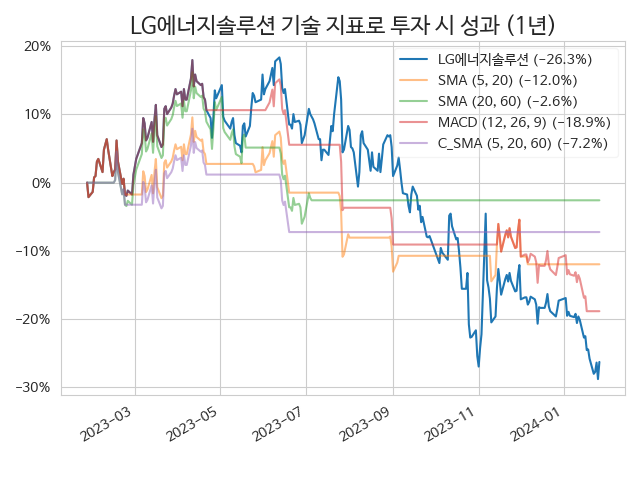 LG에너지솔루션 기술 지표로 투자 시 성과 (1년)
20%
10%
0%
−10%
−20%
−30%
LG에너지솔루션 (−26.3%)
SMA (5, 20) (−12.0%)
SMA (20, 60) (−2.6%)
MACD (12, 26, 9) (−18.9%)
C_SMA (5, 20, 60) (−7.2%)
2023−03
2023−05
2023−07
2023−09
2023−11
2024−01